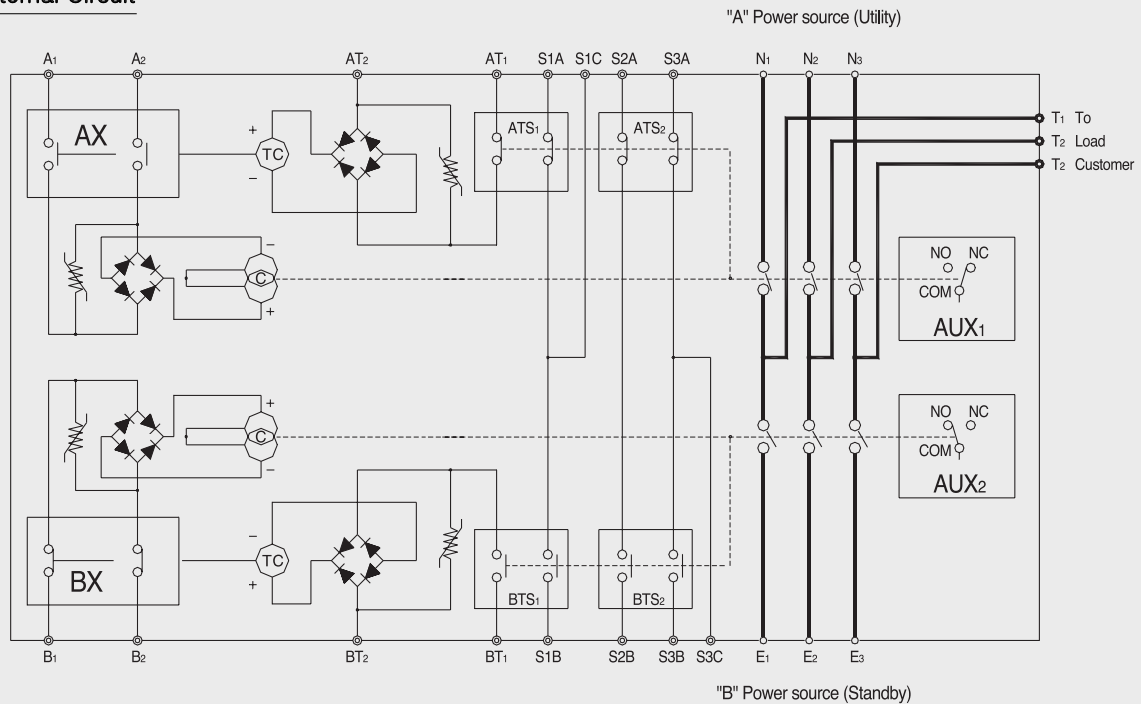 "A" Power source (Utility)
A1 A2 AT2 AT1 S1A S1C S2A S3A N1 N2 N3
T1 To
T2 Load
T2 Customer
AX
+
TC
−
ATS1
ATS2
−
C
+
NO NC
COM
AUX1
+
C
−
NO NC
COM
AUX2
BX
−
TC
+
BTS1
BTS2
B1 B2 BT2 BT1 S1B S2B S3B S3C E1 E2 E3
"B" Power source (Standby)